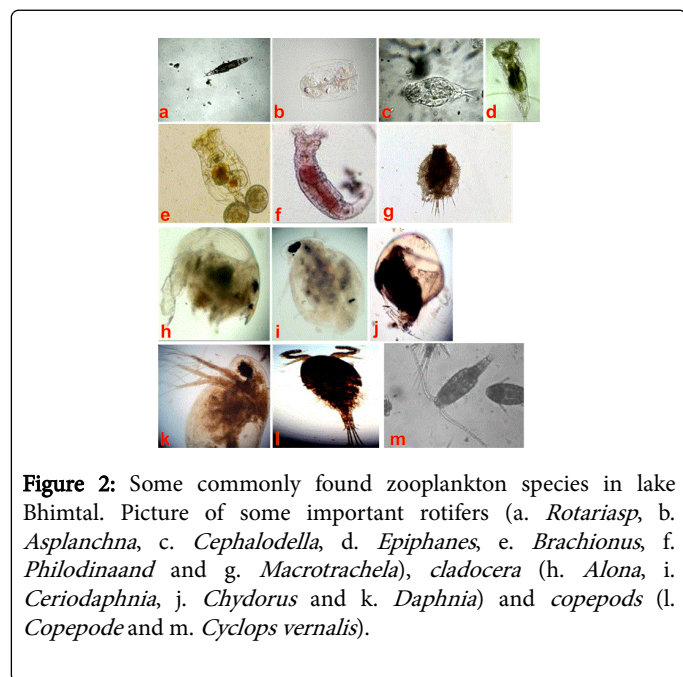 a b c d
e f g
h i j
k l m
Figure 2: Some commonly found zooplankton species in lake
Bhimtal. Picture of some important rotifers (a. Rotariasp, b.
Asplanchna, c. Cephalodella, d. Epiphanes, e. Brachionus, f.
Philodinaand and g. Macrotrachela), cladocera (h. Alona, i.
Ceriodaphnia, j. Chydorus and k. Daphnia) and copepods (l.
Copepode and m. Cyclops vernalis).